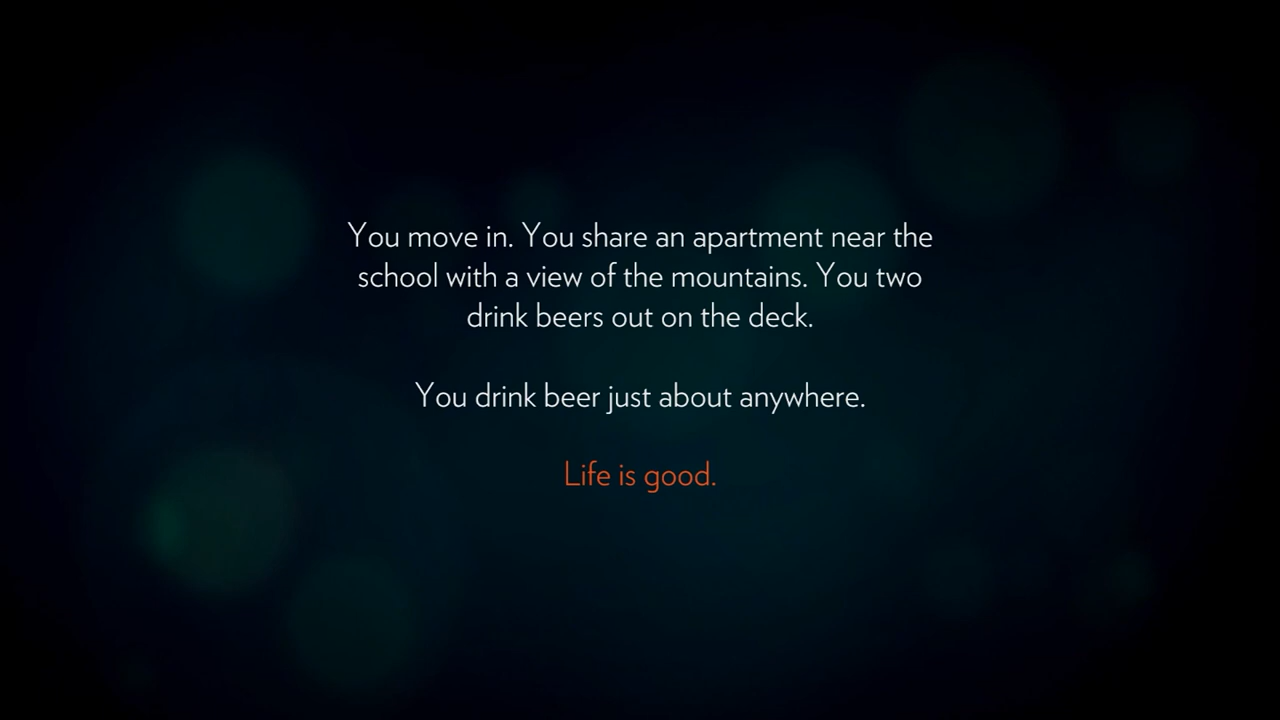 You move in. You share an apartment near the
school with a view of the mountains. You two
drink beers out on the deck.
You drink beer just about anywhere.
Life is good.